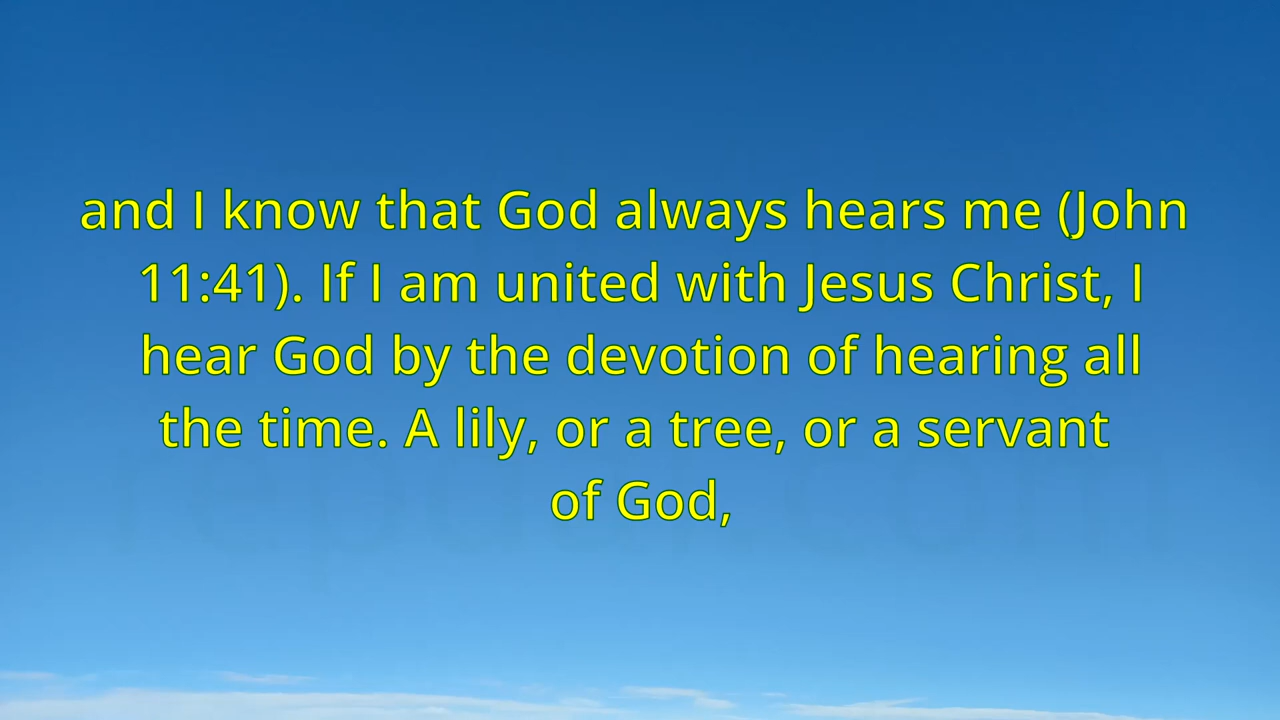 and I know that God always hears me (John
11:41). If I am united with Jesus Christ, I
hear God by the devotion of hearing all
the time. A lily, or a tree, or a servant
of God,